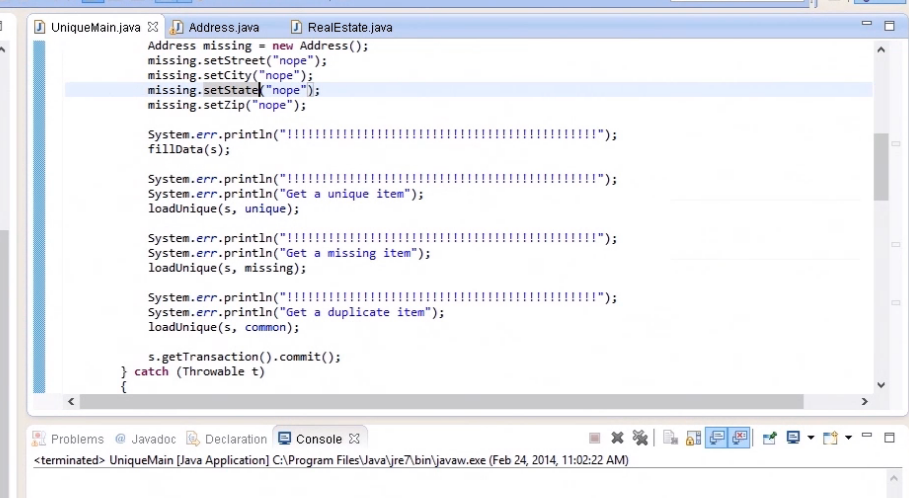 UniqueMain.java
Address.java
RealEstate.java
Address missing = new Address();
missing.setStreet("nope");
missing.setCity("nope");
missing.setState("nope");
missing.setZip("nope");
System.err.println("!!!!!!!!!!!!!!!!!!!!!!!!!!!!!!!!!!!!!!!!!!!!!");
fillData(s);
System.err.println("!!!!!!!!!!!!!!!!!!!!!!!!!!!!!!!!!!!!!!!!!!!!!");
System.err.println("Get a unique item");
loadUnique(s, unique);
System.err.println("!!!!!!!!!!!!!!!!!!!!!!!!!!!!!!!!!!!!!!!!!!!!!");
System.err.println("Get a missing item");
loadUnique(s, missing);
System.err.println("!!!!!!!!!!!!!!!!!!!!!!!!!!!!!!!!!!!!!!!!!!!!!");
System.err.println("Get a duplicate item");
loadUnique(s, common);
s.getTransaction().commit();
} catch (Throwable t)
{
Problems @ Javadoc Declaration Console
<terminated> UniqueMain [Java Application] C:\Program Files\Java\jre7\bin\javaw.exe (Feb 24, 2014, 11:02:22 AM)